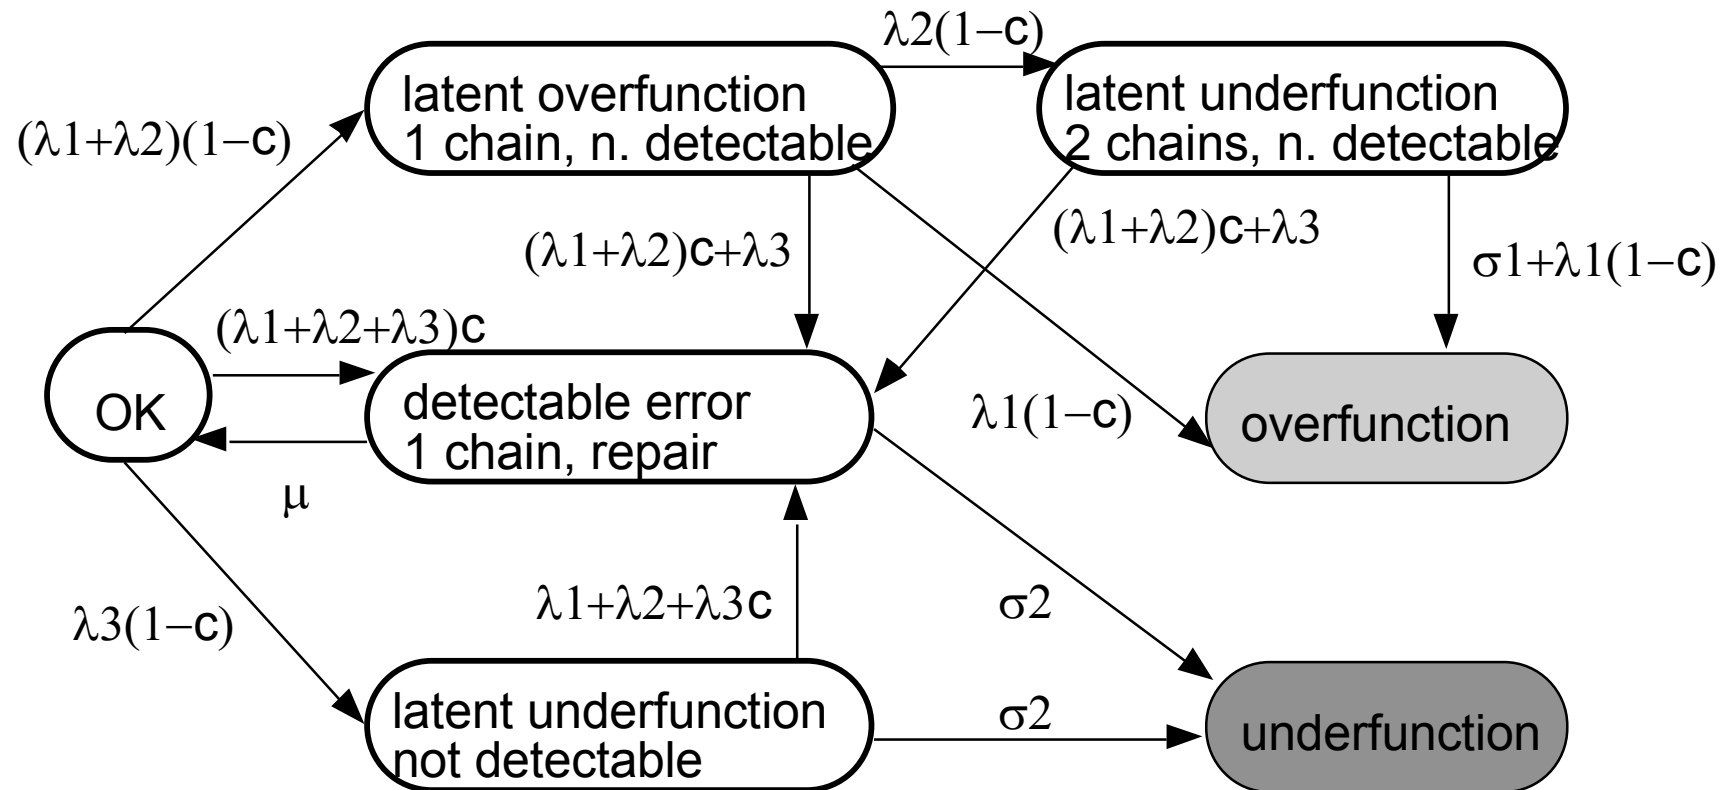 λ2(1−c)
latent overfunction
1 chain, n. detectable
latent underfunction
2 chains, n. detectable
(λ1+λ2)(1−c)
(λ1+λ2)c+λ3
(λ1+λ2)c+λ3
σ1+λ1(1−c)
(λ1+λ2+λ3)c
OK
detectable error
1 chain, repair
λ1(1−c)
overfunction
μ
λ3(1−c)
λ1+λ2+λ3c
σ2
latent underfunction
not detectable
σ2
underfunction